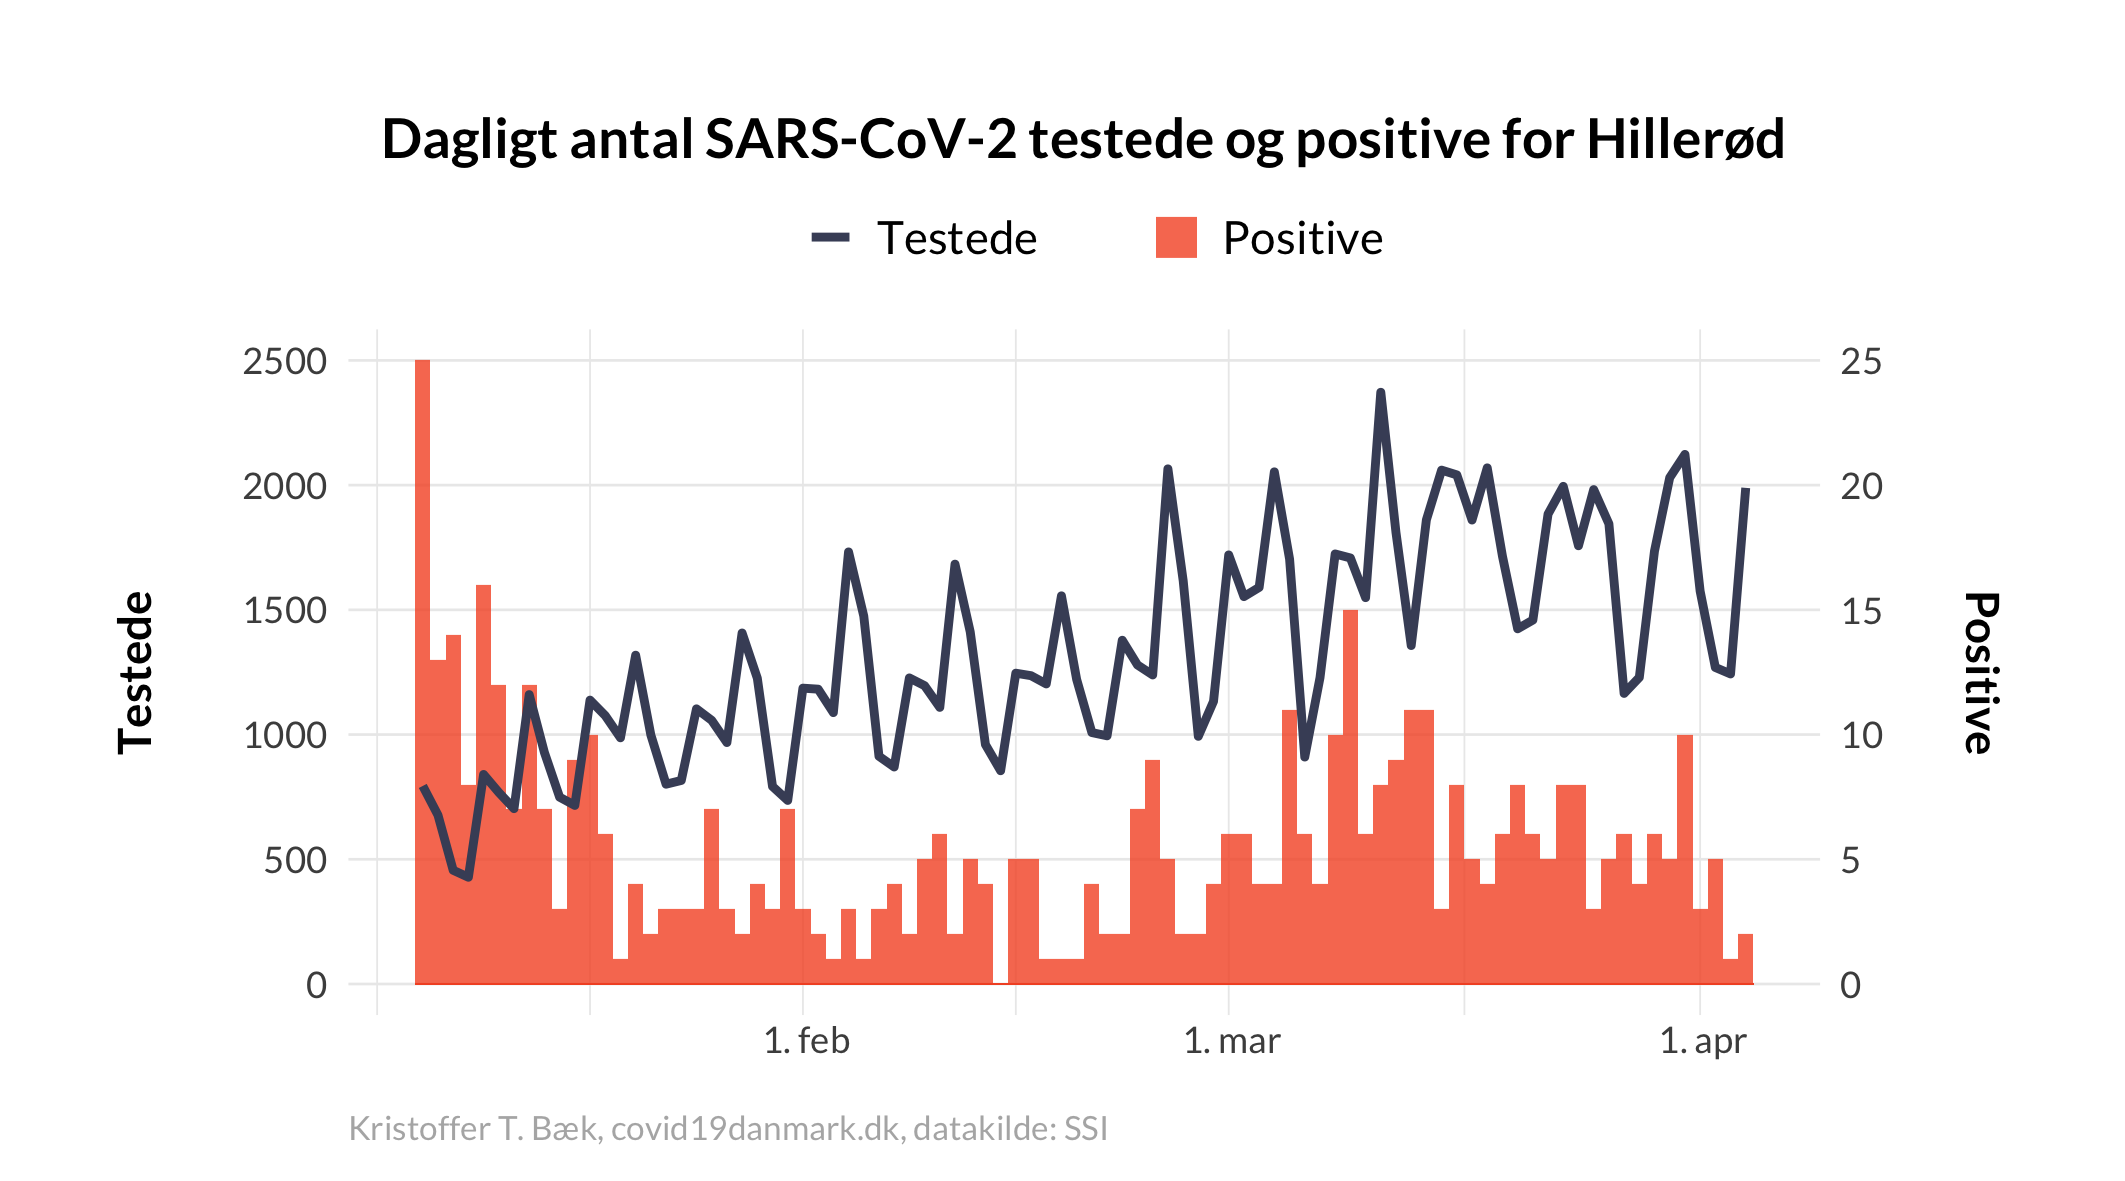 Dagligt antal SARS-CoV-2 testede og positive for Hillerød
Testede Positive
2500 25
2000 20
1500 15
1000 10
500 5
0 0
Testede
Positive
1. feb 1. mar 1. apr
Kristoffer T. Bæk, covid19danmark.dk, datakilde: SSI